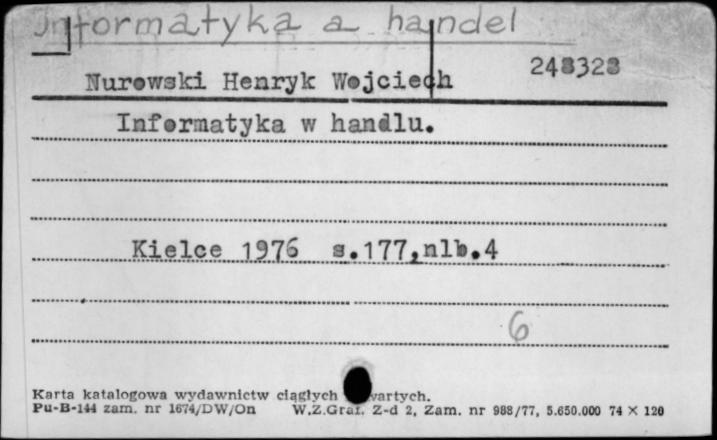 Informatyka a handel
Nurowski Henryk Wojciech 248328
Informatyka w handlu.
Kielce 1976 s.177,nlb.4
6
Karta katalogowa wydawnictw ciągłych wartych.
Pu-B-144 zam. nr 1674/DW/On W.Z.Graf. Z-d 2, Zam. nr 988/77, 5.650.000 74 × 120